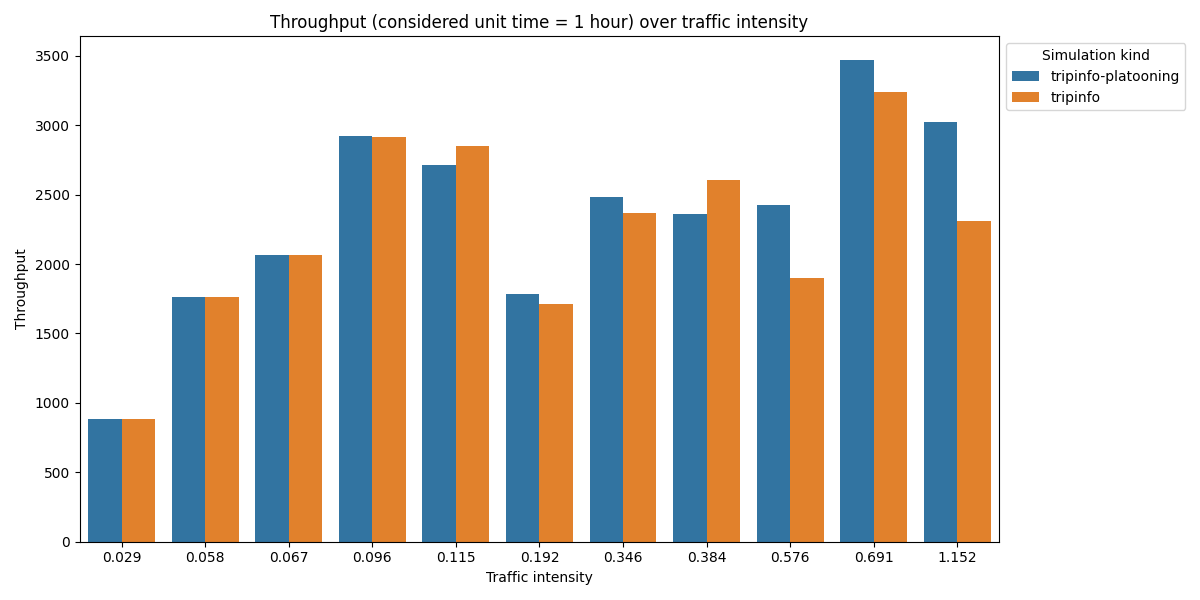 Throughput (considered unit time = 1 hour) over traffic intensity
Simulation kind
tripinfo-platooning
tripinfo
Throughput
3500
3000
2500
2000
1500
1000
500
0
0.029 0.058 0.067 0.096 0.115 0.192 0.346 0.384 0.576 0.691 1.152
Traffic intensity